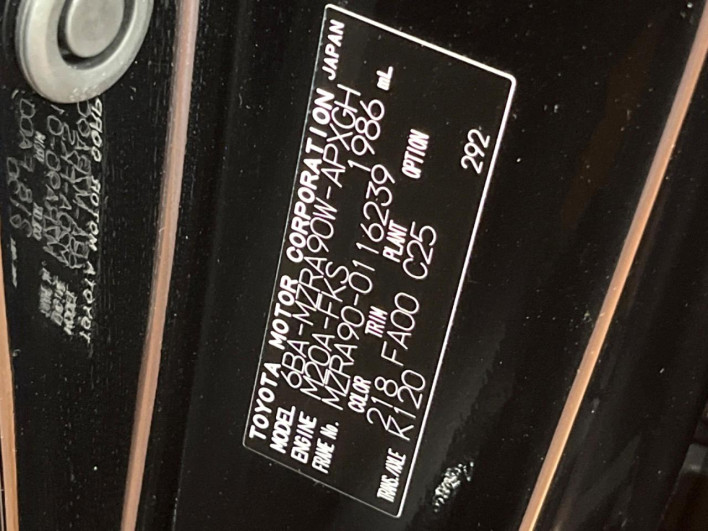 TOYOTA MOTOR CORPORATION JAPAN
MODEL 6BA-MZRA90W-APXGH
ENGINE M20A-FKS 1986 mL
FRAME No. MZRA90-0116239
COLOR TRIM PLANT OPTION
218 FA00 C25
TRANS./AXLE K120 292